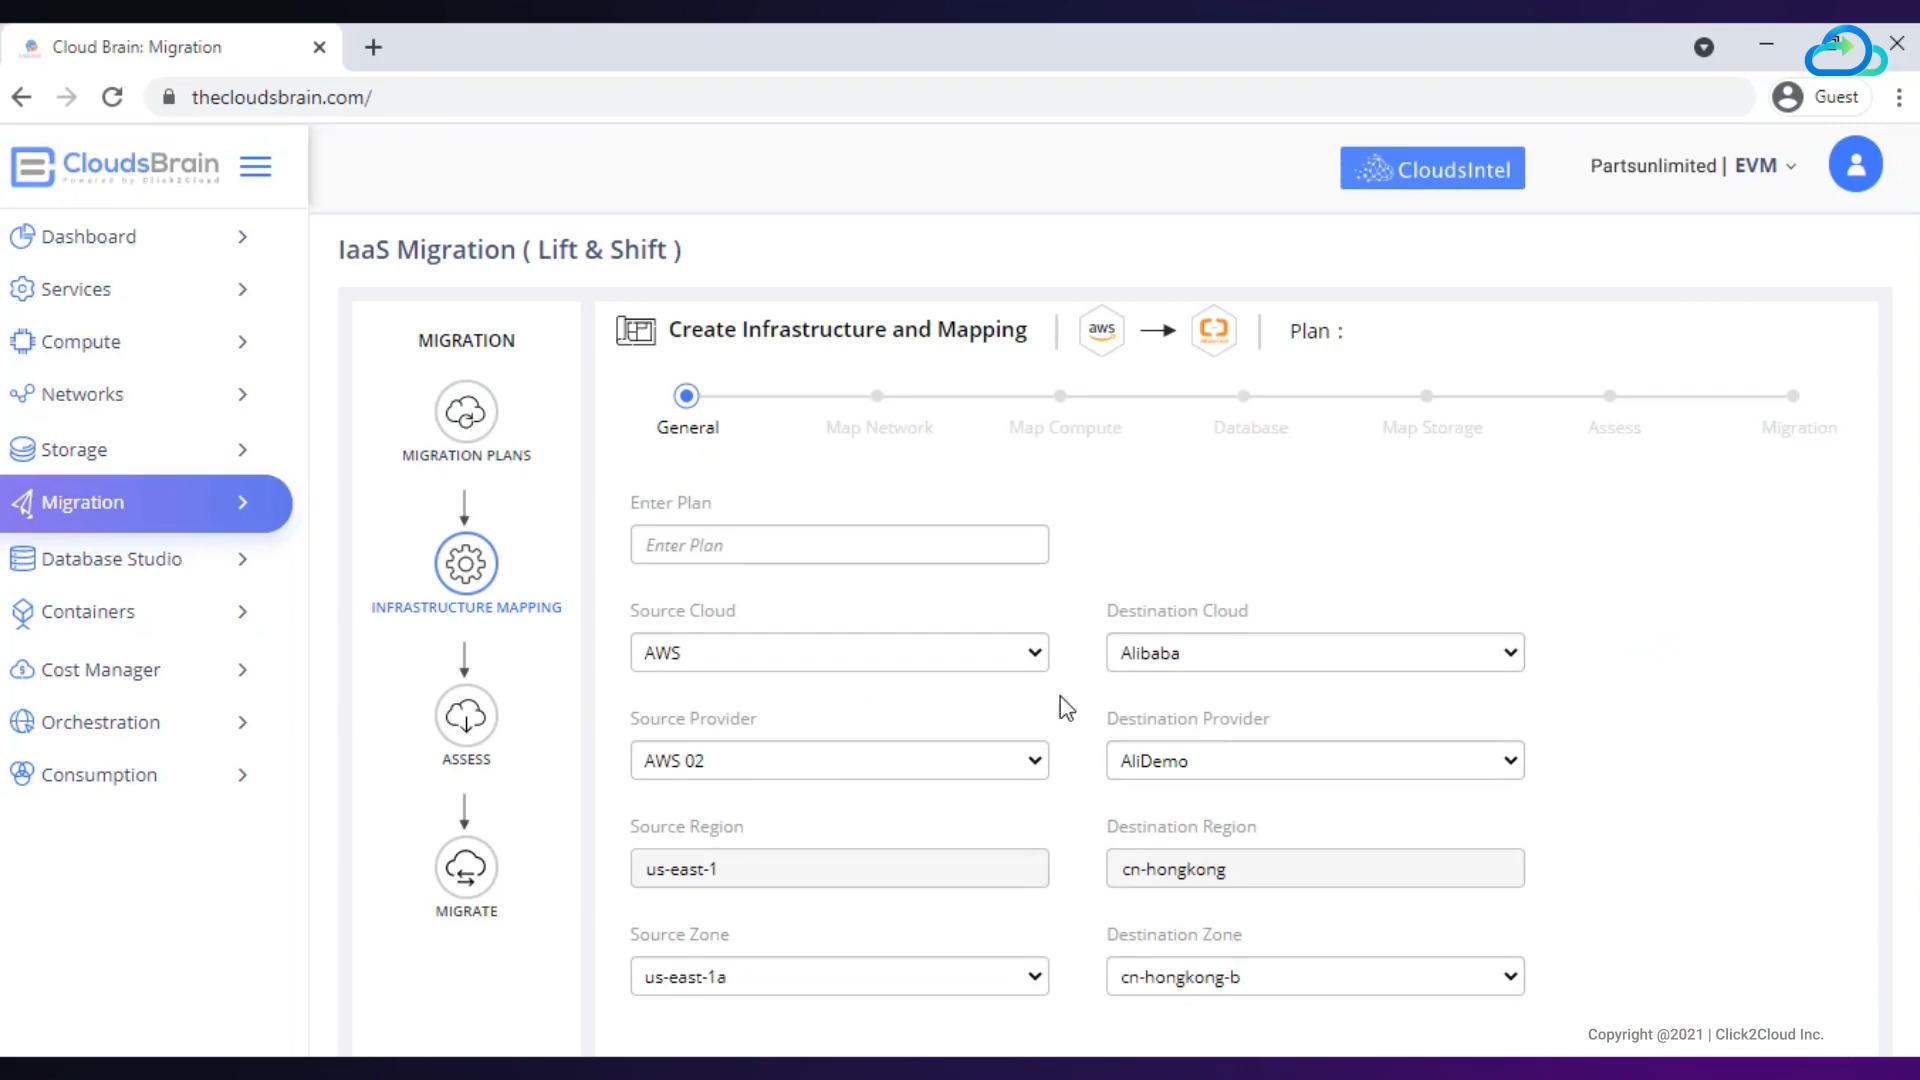 Cloud Brain: Migration
thecloudsbrain.com/
Guest
CloudsBrain
Powered by Click2Cloud
CloudsIntel
Partsunlimited | EVM
Dashboard
Services
Compute
Networks
Storage
Migration
Database Studio
Containers
Cost Manager
Orchestration
Consumption
IaaS Migration ( Lift & Shift )
MIGRATION
MIGRATION PLANS
INFRASTRUCTURE MAPPING
ASSESS
MIGRATE
Create Infrastructure and Mapping
aws
Plan :
General
Map Network
Map Compute
Database
Map Storage
Assess
Migration
Enter Plan
Enter Plan
Source Cloud
Destination Cloud
AWS
Alibaba
Source Provider
Destination Provider
AWS 02
AliDemo
Source Region
Destination Region
us-east-1
cn-hongkong
Source Zone
Destination Zone
us-east-1a
cn-hongkong-b
Copyright @2021 | Click2Cloud Inc.